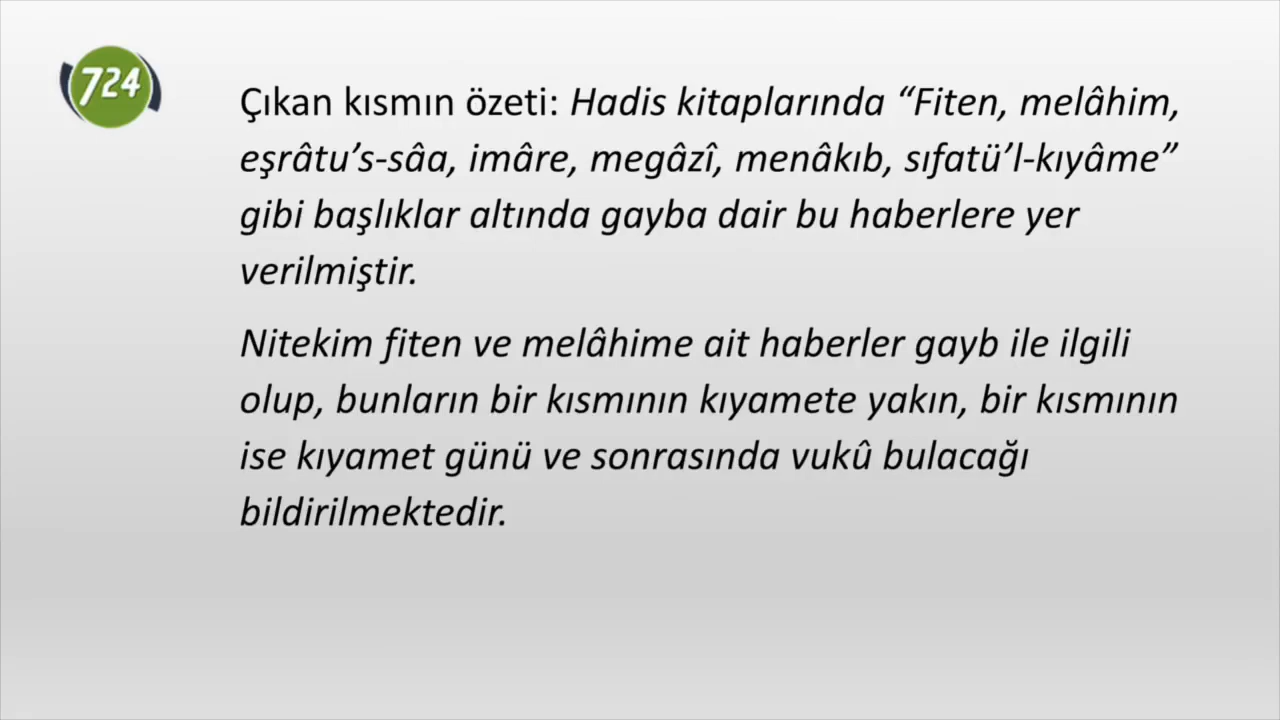 724
Çıkan kısmın özeti: Hadis kitaplarında “Fiten, melâhim,
eşrâtu’s-sâa, imâre, megâzî, menâkıb, sıfatü’l-kıyâme”
gibi başlıklar altında gayba dair bu haberlere yer
verilmiştir.
Nitekim fiten ve melâhime ait haberler gayb ile ilgili
olup, bunların bir kısmının kıyamete yakın, bir kısmının
ise kıyamet günü ve sonrasında vukû bulacağı
bildirilmektedir.